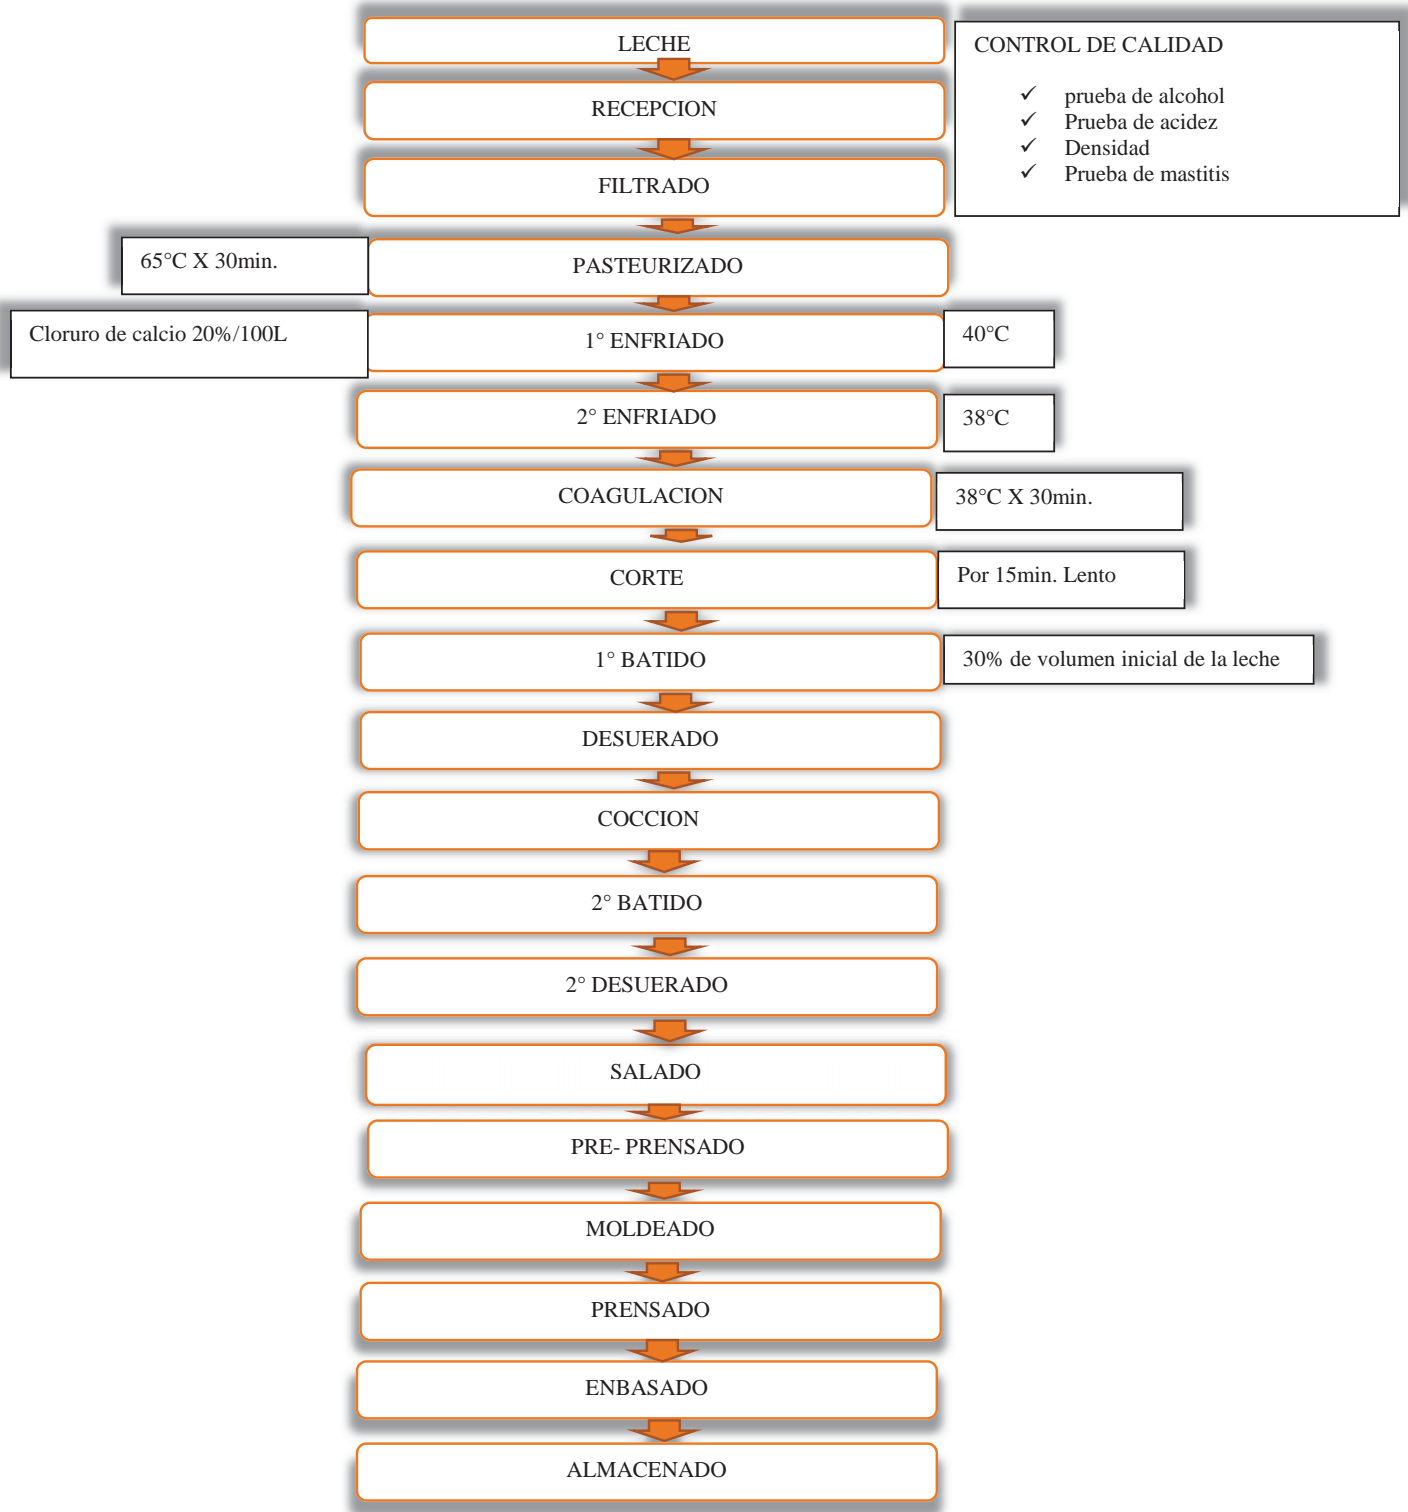 LECHE
CONTROL DE CALIDAD
✓ prueba de alcohol
✓ Prueba de acidez
✓ Densidad
✓ Prueba de mastitis
RECEPCION
FILTRADO
65°C X 30min.
PASTEURIZADO
Cloruro de calcio 20%/100L
1° ENFRIADO
40°C
2° ENFRIADO
38°C
COAGULACION
38°C X 30min.
CORTE
Por 15min. Lento
1° BATIDO
30% de volumen inicial de la leche
DESUERADO
COCCION
2° BATIDO
2° DESUERADO
SALADO
PRE- PRENSADO
MOLDEADO
PRENSADO
ENBASADO
ALMACENADO